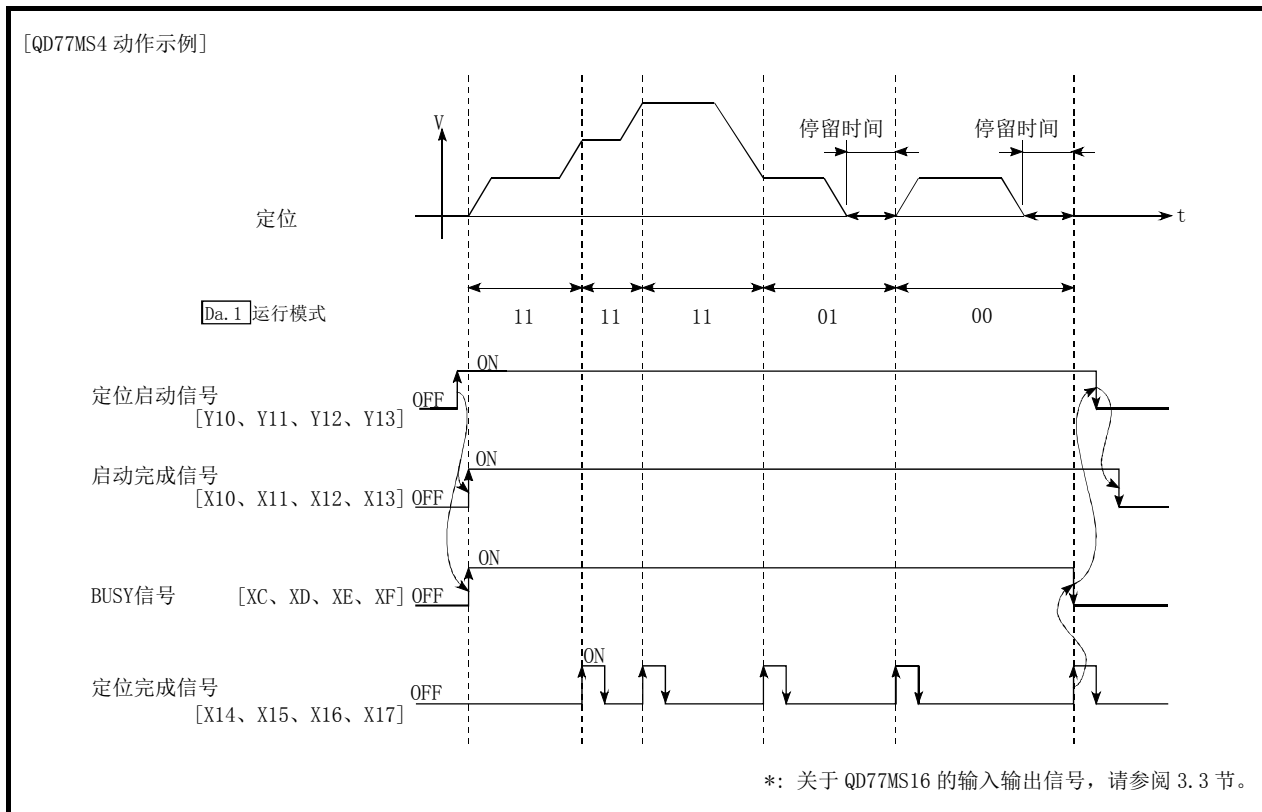 [QD77MS4 动作示例]
V
停留时间
停留时间
定位
t
Da.1 运行模式
11
11
11
01
00
ON
定位启动信号
OFF
[Y10、Y11、Y12、Y13]
ON
启动完成信号
[X10、X11、X12、X13]
OFF
ON
BUSY信号
[XC、XD、XE、XF]
OFF
ON
定位完成信号
OFF
[X14、X15、X16、X17]
*: 关于 QD77MS16 的输入输出信号，请参阅 3.3 节。